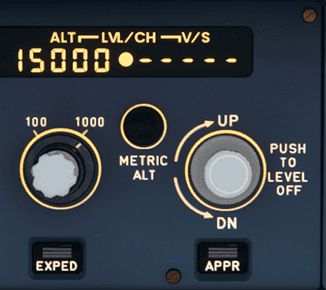 ALT LVL/CH V/S
15000 -----
100 1000
METRIC
ALT
UP
PUSH
TO
LEVEL
OFF
DN
EXPED
APPR